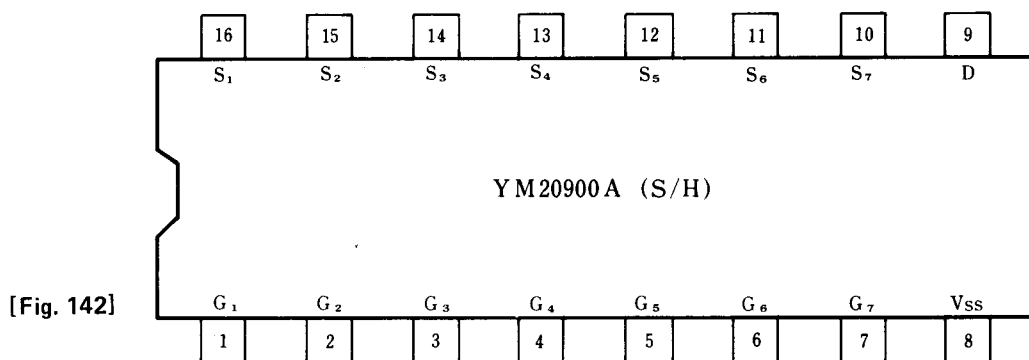 16 15 14 13 12 11 10 9
S₁ S₂ S₃ S₄ S₅ S₆ S₇ D
YM20900A (S/H)
[Fig. 142] G₁ G₂ G₃ G₄ G₅ G₆ G₇ Vss
1 2 3 4 5 6 7 8